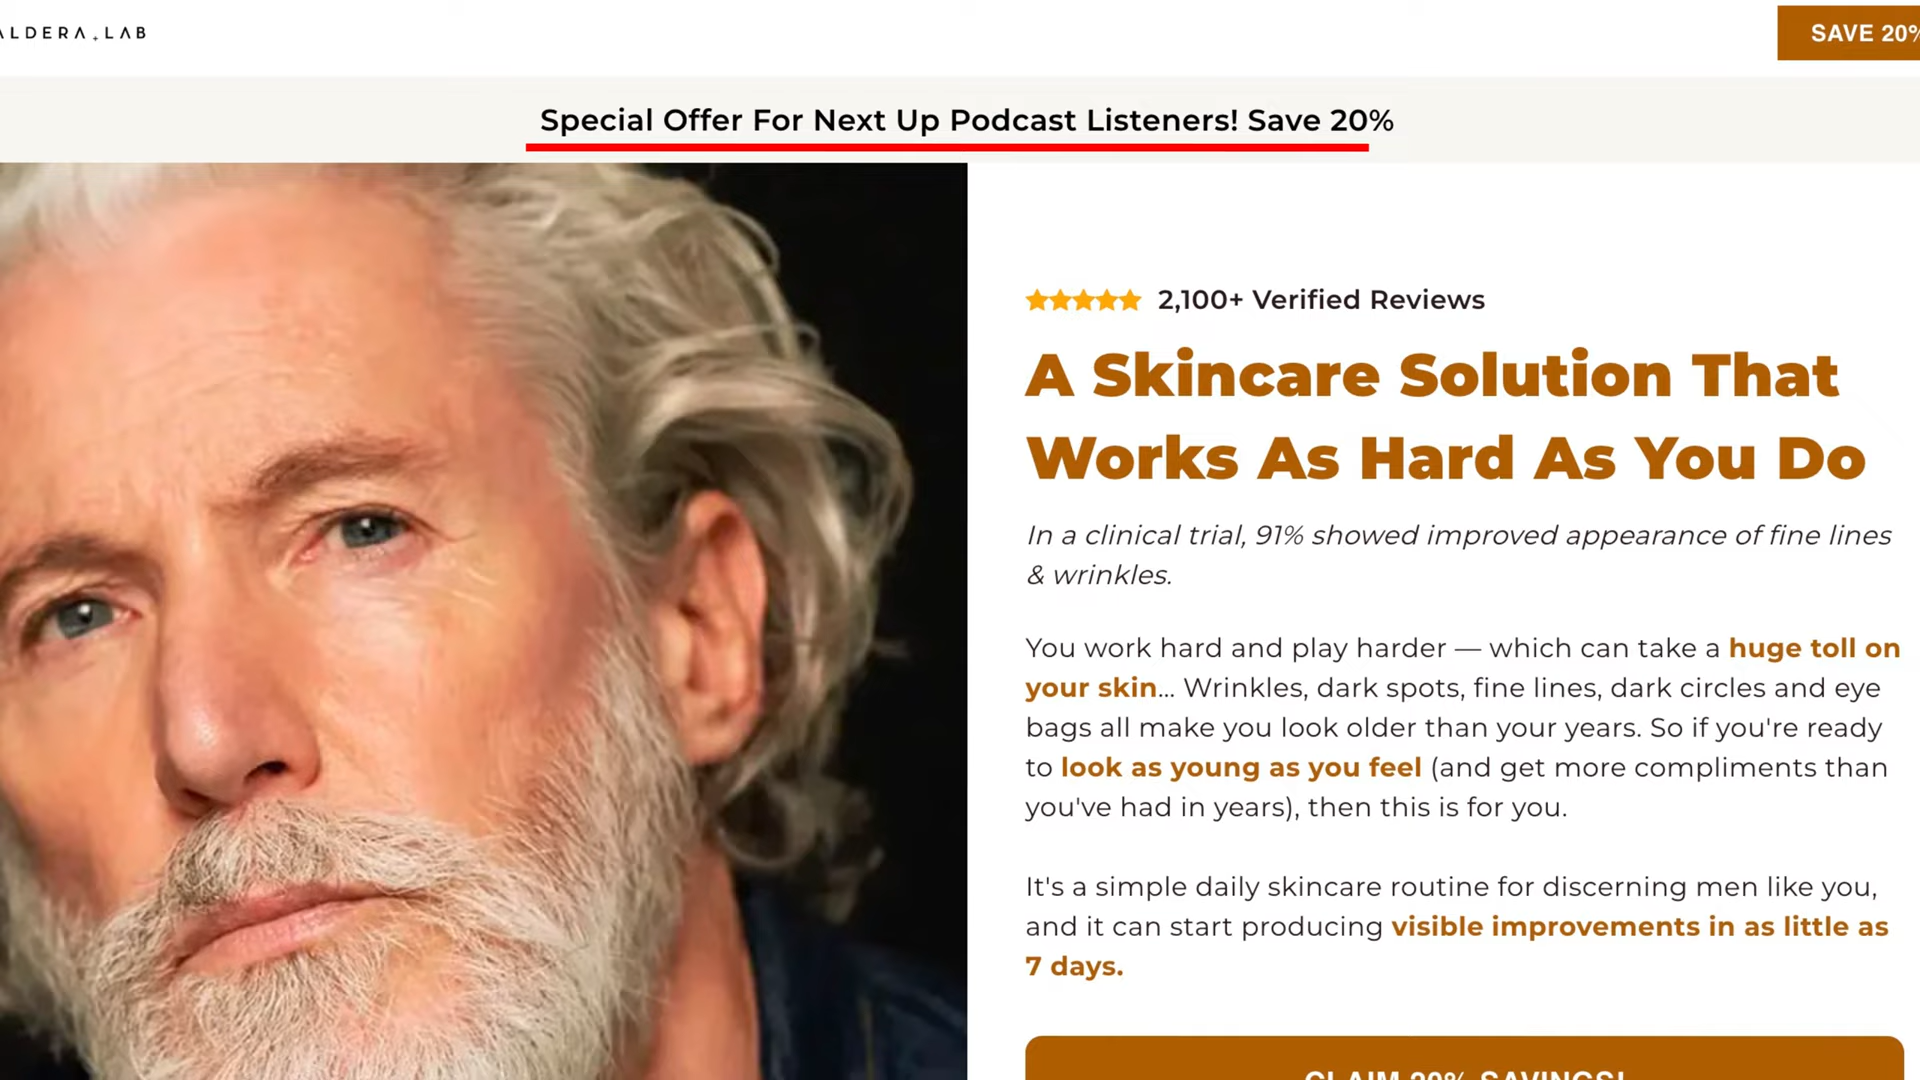 ALDERA+LAB
SAVE 20%
Special Offer For Next Up Podcast Listeners! Save 20%
2,100+ Verified Reviews
A Skincare Solution That
Works As Hard As You Do
In a clinical trial, 91% showed improved appearance of fine lines
& wrinkles.
You work hard and play harder — which can take a huge toll on
your skin... Wrinkles, dark spots, fine lines, dark circles and eye
bags all make you look older than your years. So if you're ready
to look as young as you feel (and get more compliments than
you've had in years), then this is for you.
It's a simple daily skincare routine for discerning men like you,
and it can start producing visible improvements in as little as
7 days.
CLAIM 20% SAVINGS!